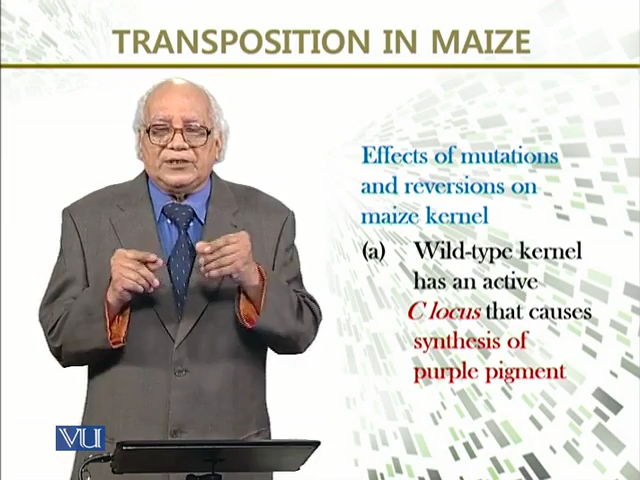 TRANSPOSITION IN MAIZE
Effects of mutations
and reversions on
maize kernel
(a) Wild-type kernel
has an active
C locus that causes
synthesis of
purple pigment
VU